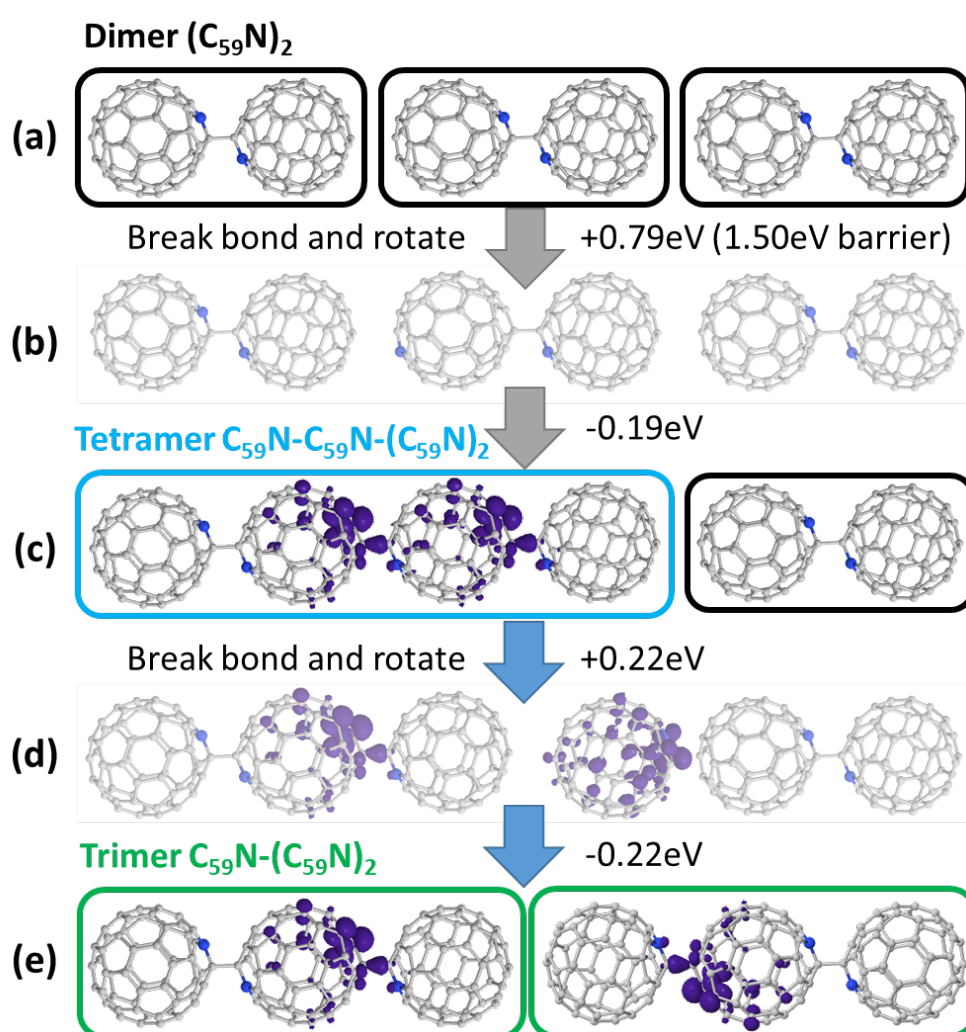 Dimer (C₅₉N)₂
(a)
Break bond and rotate +0.79eV (1.50eV barrier)
(b)
-0.19eV
Tetramer C₅₉N-C₅₉N-(C₅₉N)₂
(c)
Break bond and rotate +0.22eV
(d)
-0.22eV
Trimer C₅₉N-(C₅₉N)₂
(e)